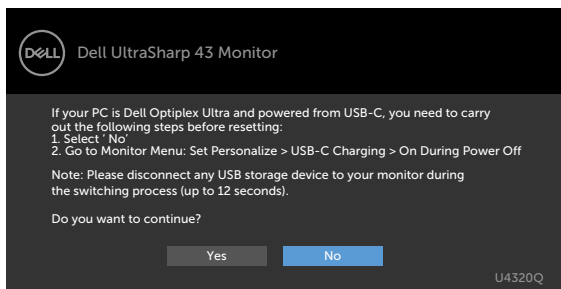 DELL
Dell UltraSharp 43 Monitor
If your PC is Dell Optiplex Ultra and powered from USB-C, you need to carry
out the following steps before resetting:
1. Select ‘ No’
2. Go to Monitor Menu: Set Personalize > USB-C Charging > On During Power Off
Note: Please disconnect any USB storage device to your monitor during
the switching process (up to 12 seconds).
Do you want to continue?
Yes No
U4320Q